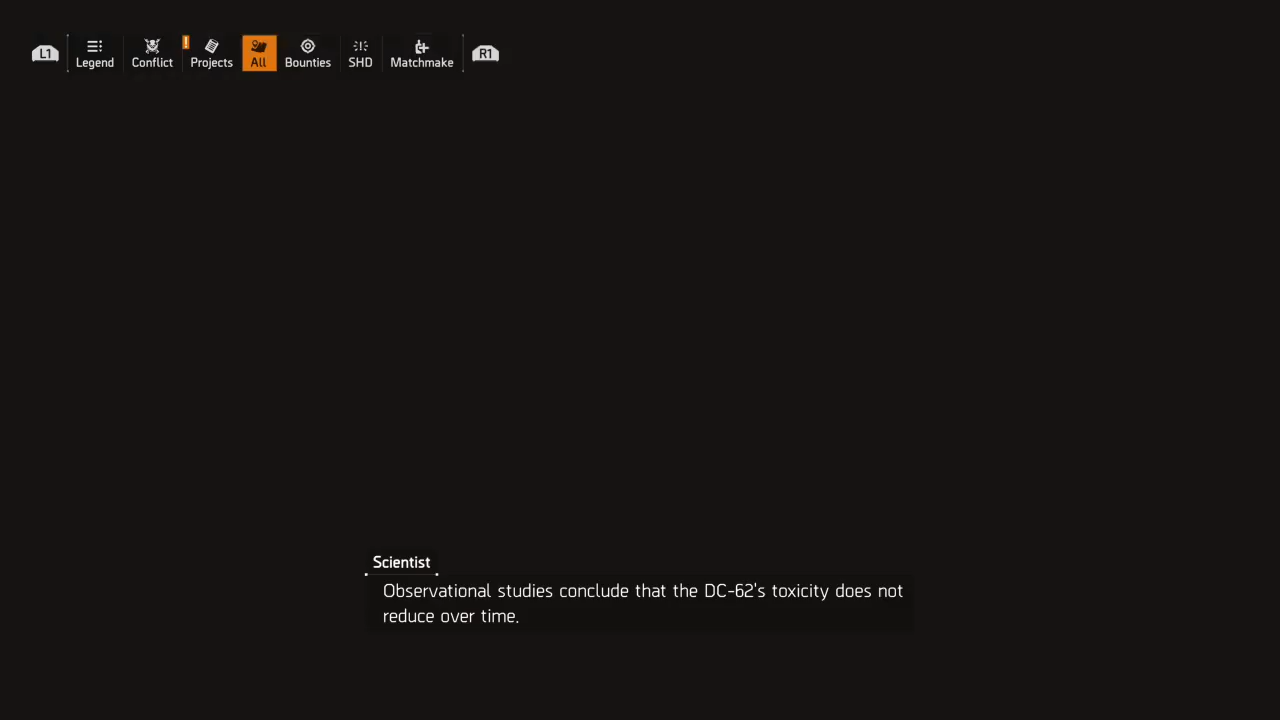 L1 Legend Conflict ! Projects All Bounties SHD Matchmake R1
Scientist
Observational studies conclude that the DC-62's toxicity does not
reduce over time.